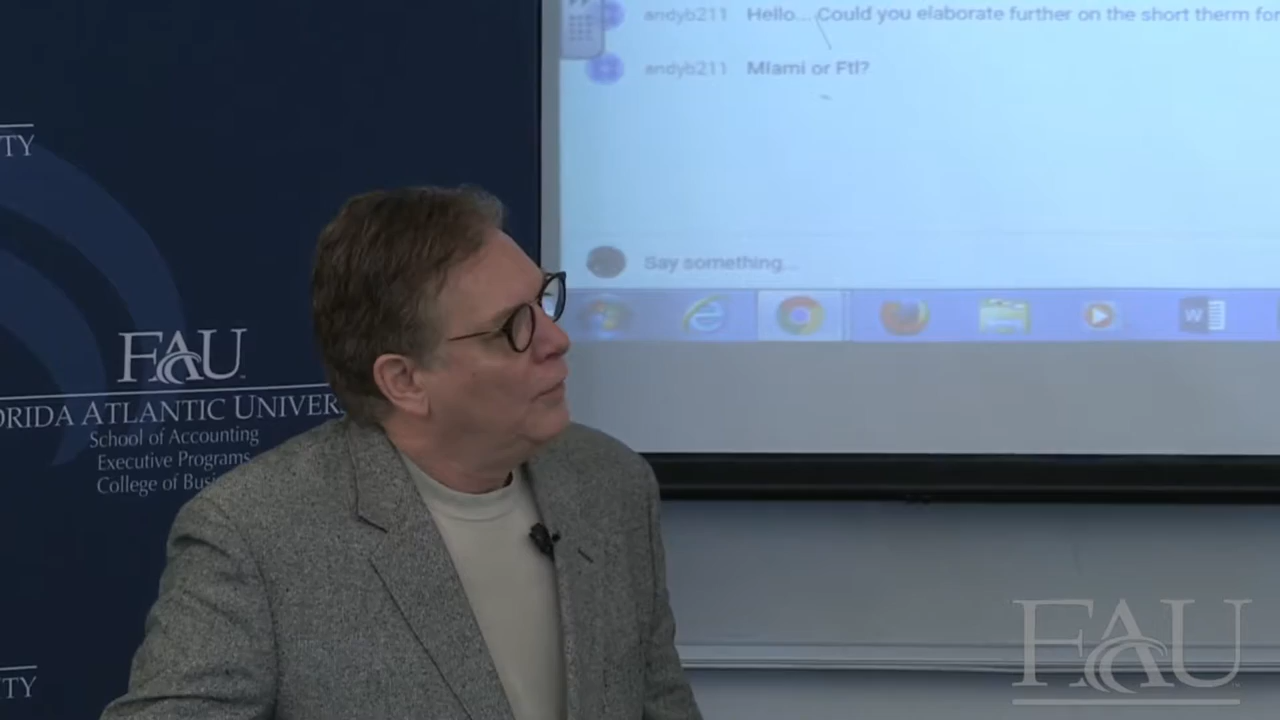 andyb211 Hello... Could you elaborate further on the short therm for
andyb211 MIami or Ftl?
Say something...
TY
FAU
ORIDA ATLANTIC UNIVER
School of Accounting
Executive Programs
College of Busi
W
TY
FAU